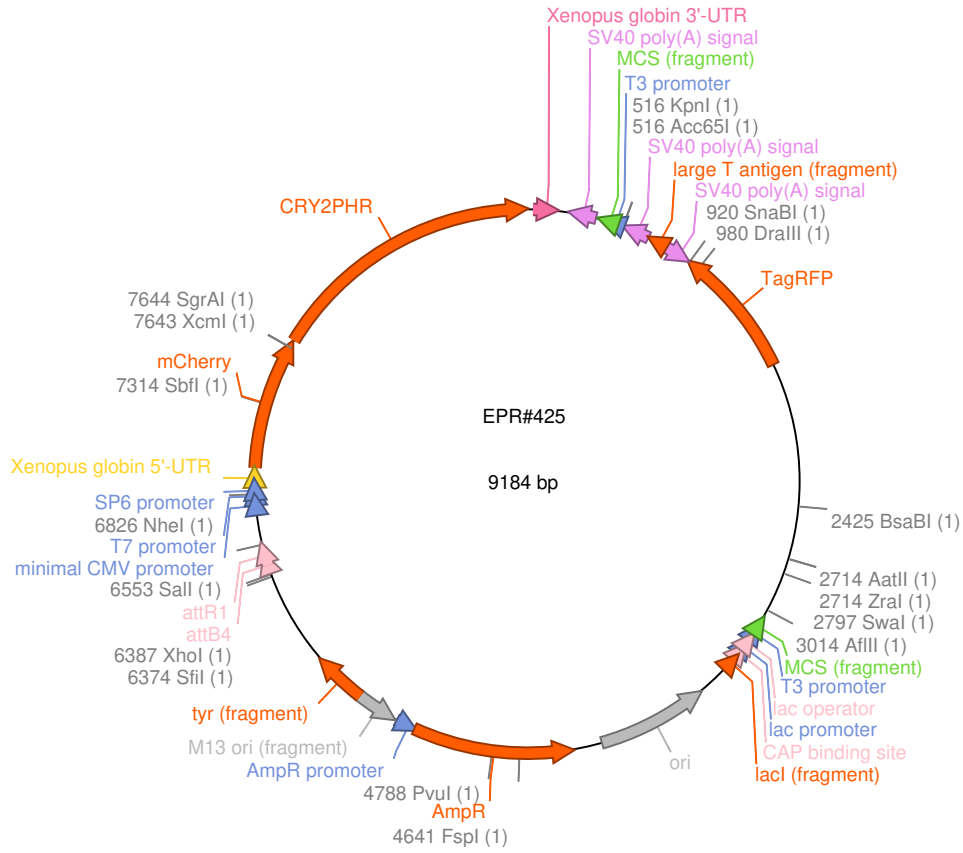 Xenopus globin 3'-UTR
SV40 poly(A) signal
MCS (fragment)
T3 promoter
516 KpnI (1)
516 Acc65I (1)
SV40 poly(A) signal
large T antigen (fragment)
SV40 poly(A) signal
920 SnaBI (1)
980 DraIII (1)
TagRFP
CRY2PHR
7644 SgrAI (1)
7643 XcmI (1)
mCherry
7314 SbfI (1)
EPR#425
9184 bp
Xenopus globin 5'-UTR
SP6 promoter
6826 NheI (1)
T7 promoter
minimal CMV promoter
6553 SalI (1)
attR1
attB4
6387 XhoI (1)
6374 SfiI (1)
2425 BsaBI (1)
2714 AatII (1)
2714 ZraI (1)
2797 SwaI (1)
3014 AflIII (1)
MCS (fragment)
T3 promoter
lac operator
lac promoter
CAP binding site
lacI (fragment)
tyr (fragment)
M13 ori (fragment)
AmpR promoter
ori
4788 PvuI (1)
AmpR
4641 FspI (1)